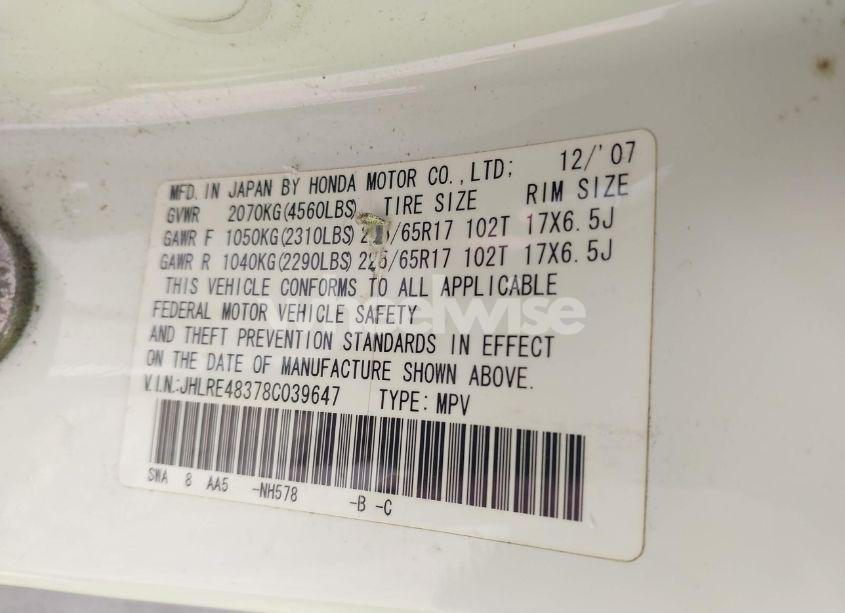 MFD. IN JAPAN BY HONDA MOTOR CO.,LTD; 12/'07
GVWR 2070KG(4560LBS) TIRE SIZE RIM SIZE
GAWR F 1050KG(2310LBS) /65R17 102T 17X6.5J
GAWR R 1040KG(2290LBS) 225/65R17 102T 17X6.5J
THIS VEHICLE CONFORMS TO ALL APPLICABLE
FEDERAL MOTOR VEHICLE SAFETY
AND THEFT PREVENTION STANDARDS IN EFFECT
ON THE DATE OF MANUFACTURE SHOWN ABOVE.
V.I.N.:JHLRE48378C039647 TYPE: MPV
SWA 8 AA5 -NH578 -B -C